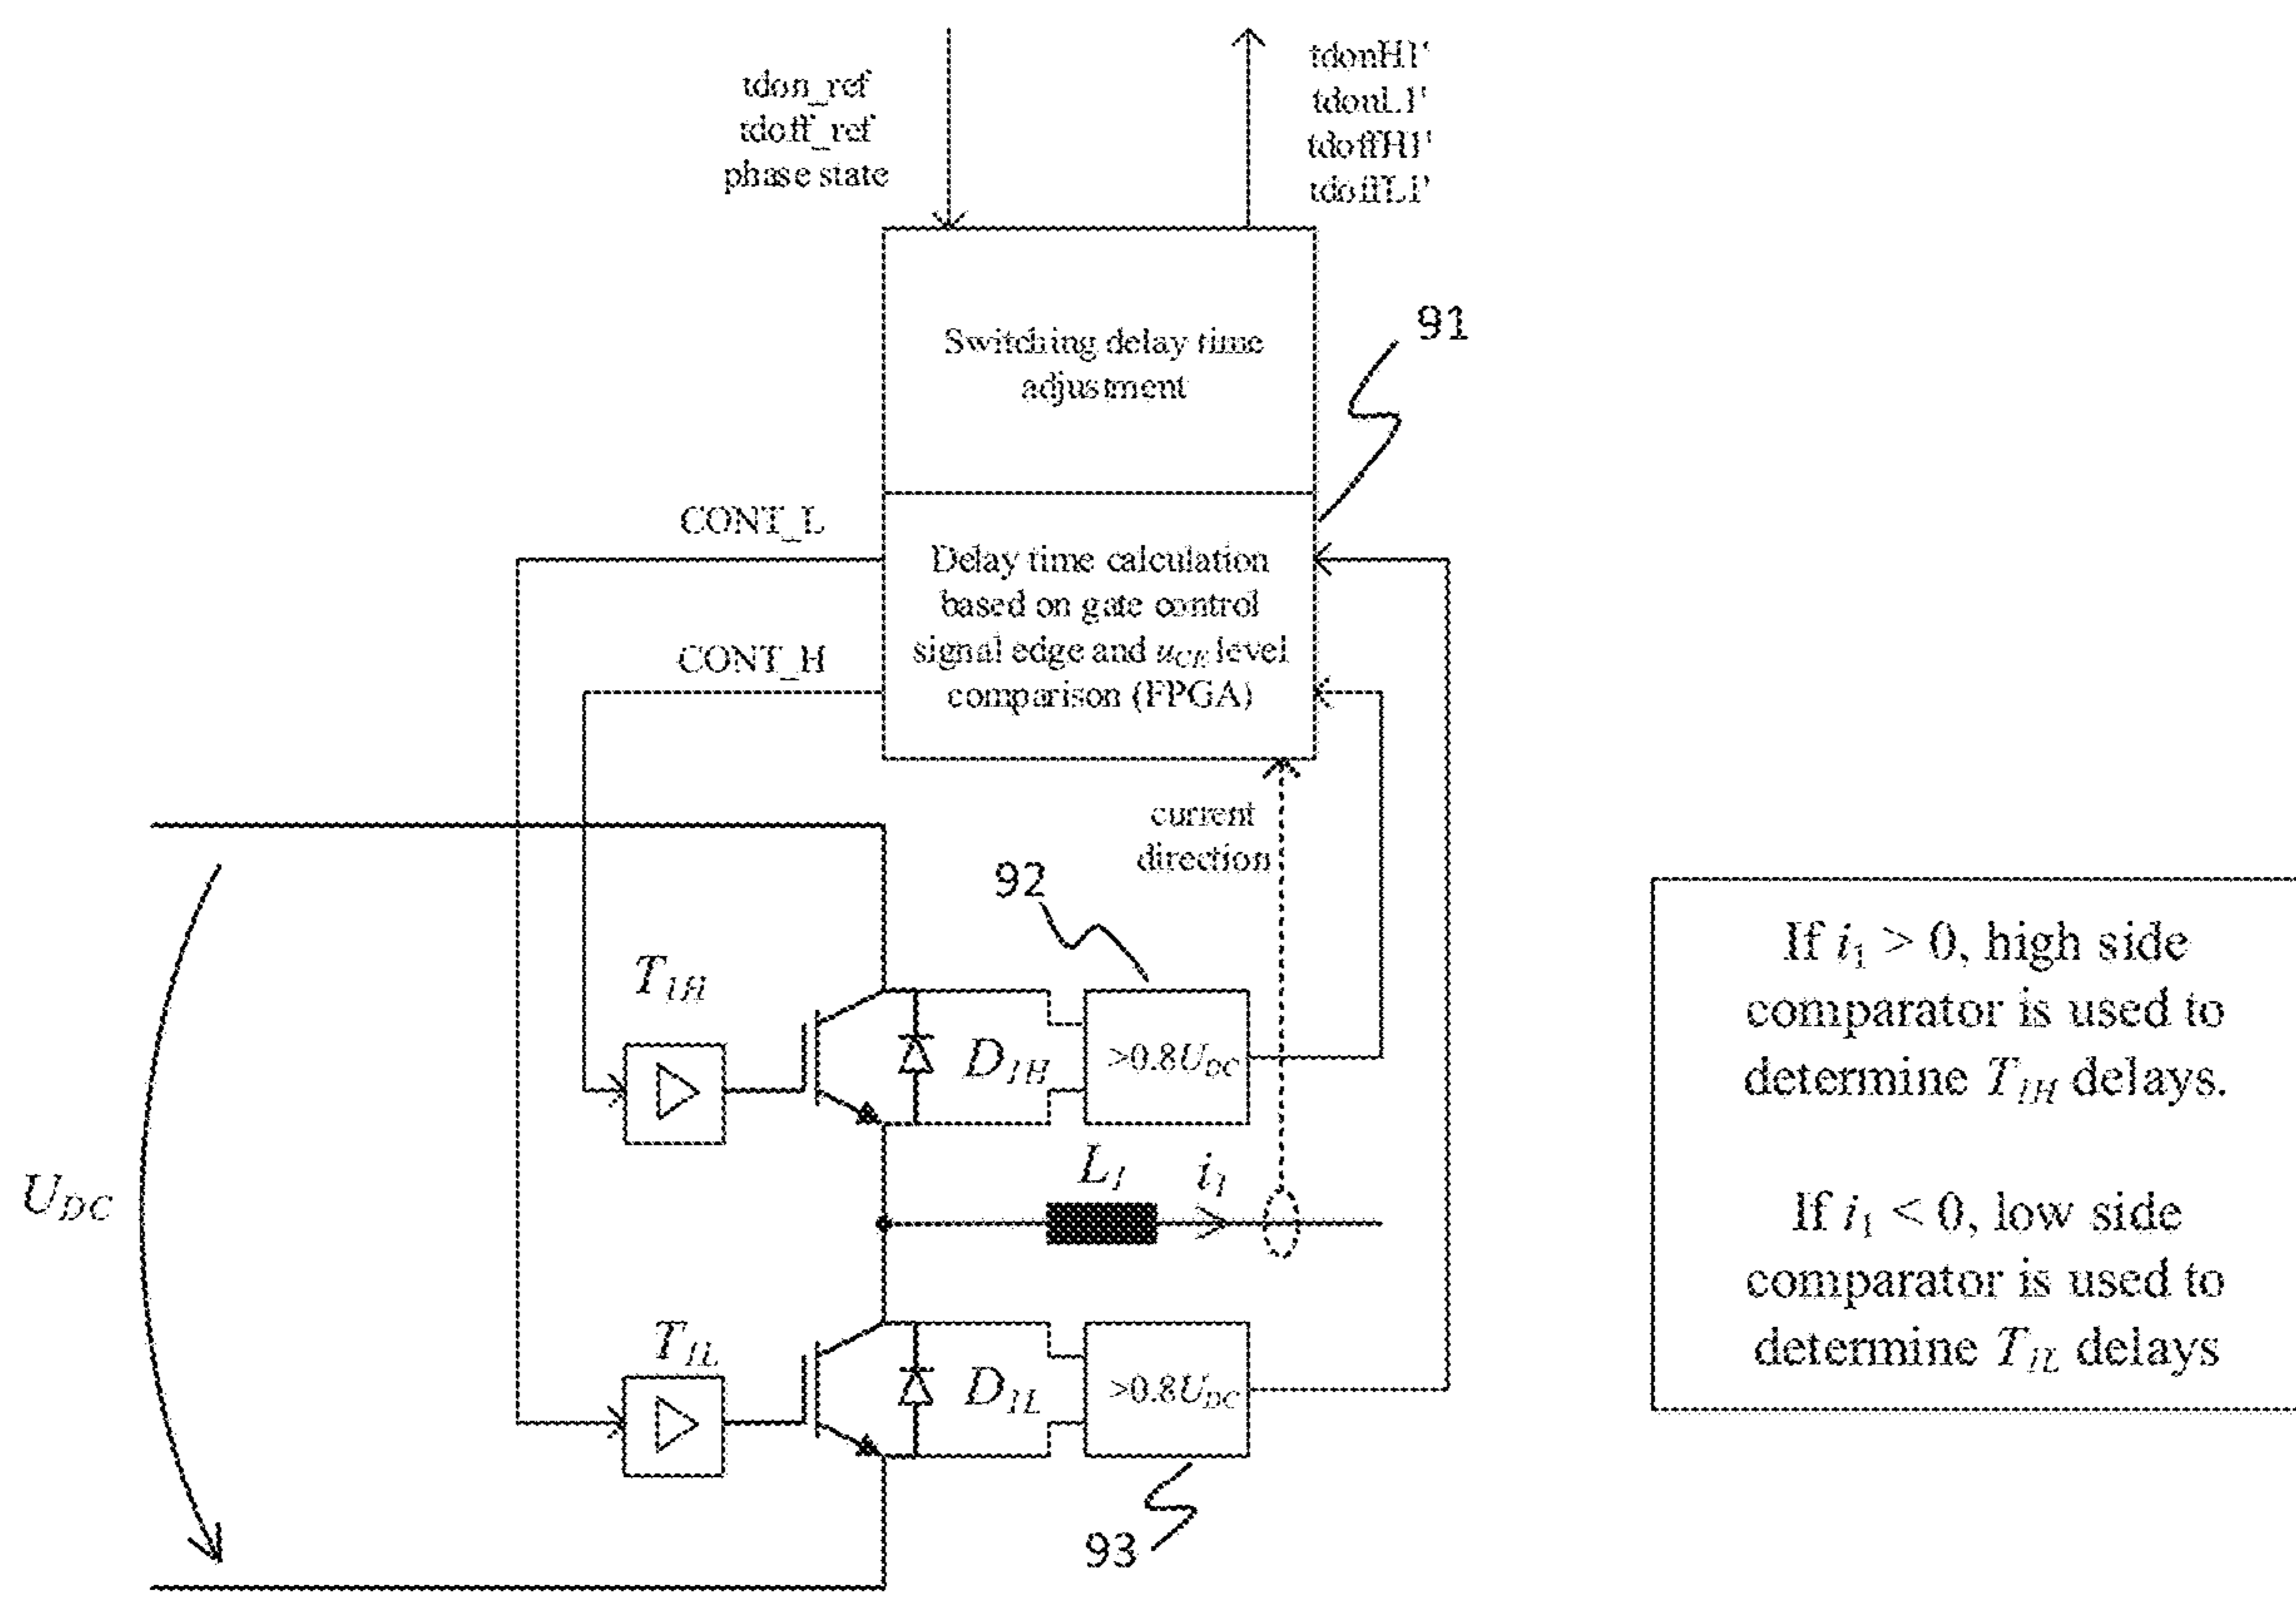 tdon_ref
tdoff_ref
phase state
tdonH1'
tdonL1'
tdoffH1'
tdoffL1'
Switching delay time
adjustment
91
CONT_L
CONT_H
Delay time calculation
based on gate control
signal edge and uCE level
comparison (FPGA)
current
direction
92
T1H
D1H
>0.8UDC
L1
i1
UDC
T1L
D1L
>0.8UDC
93
If i1 > 0, high side
comparator is used to
determine T1H delays.
If i1 < 0, low side
comparator is used to
determine T1L delays